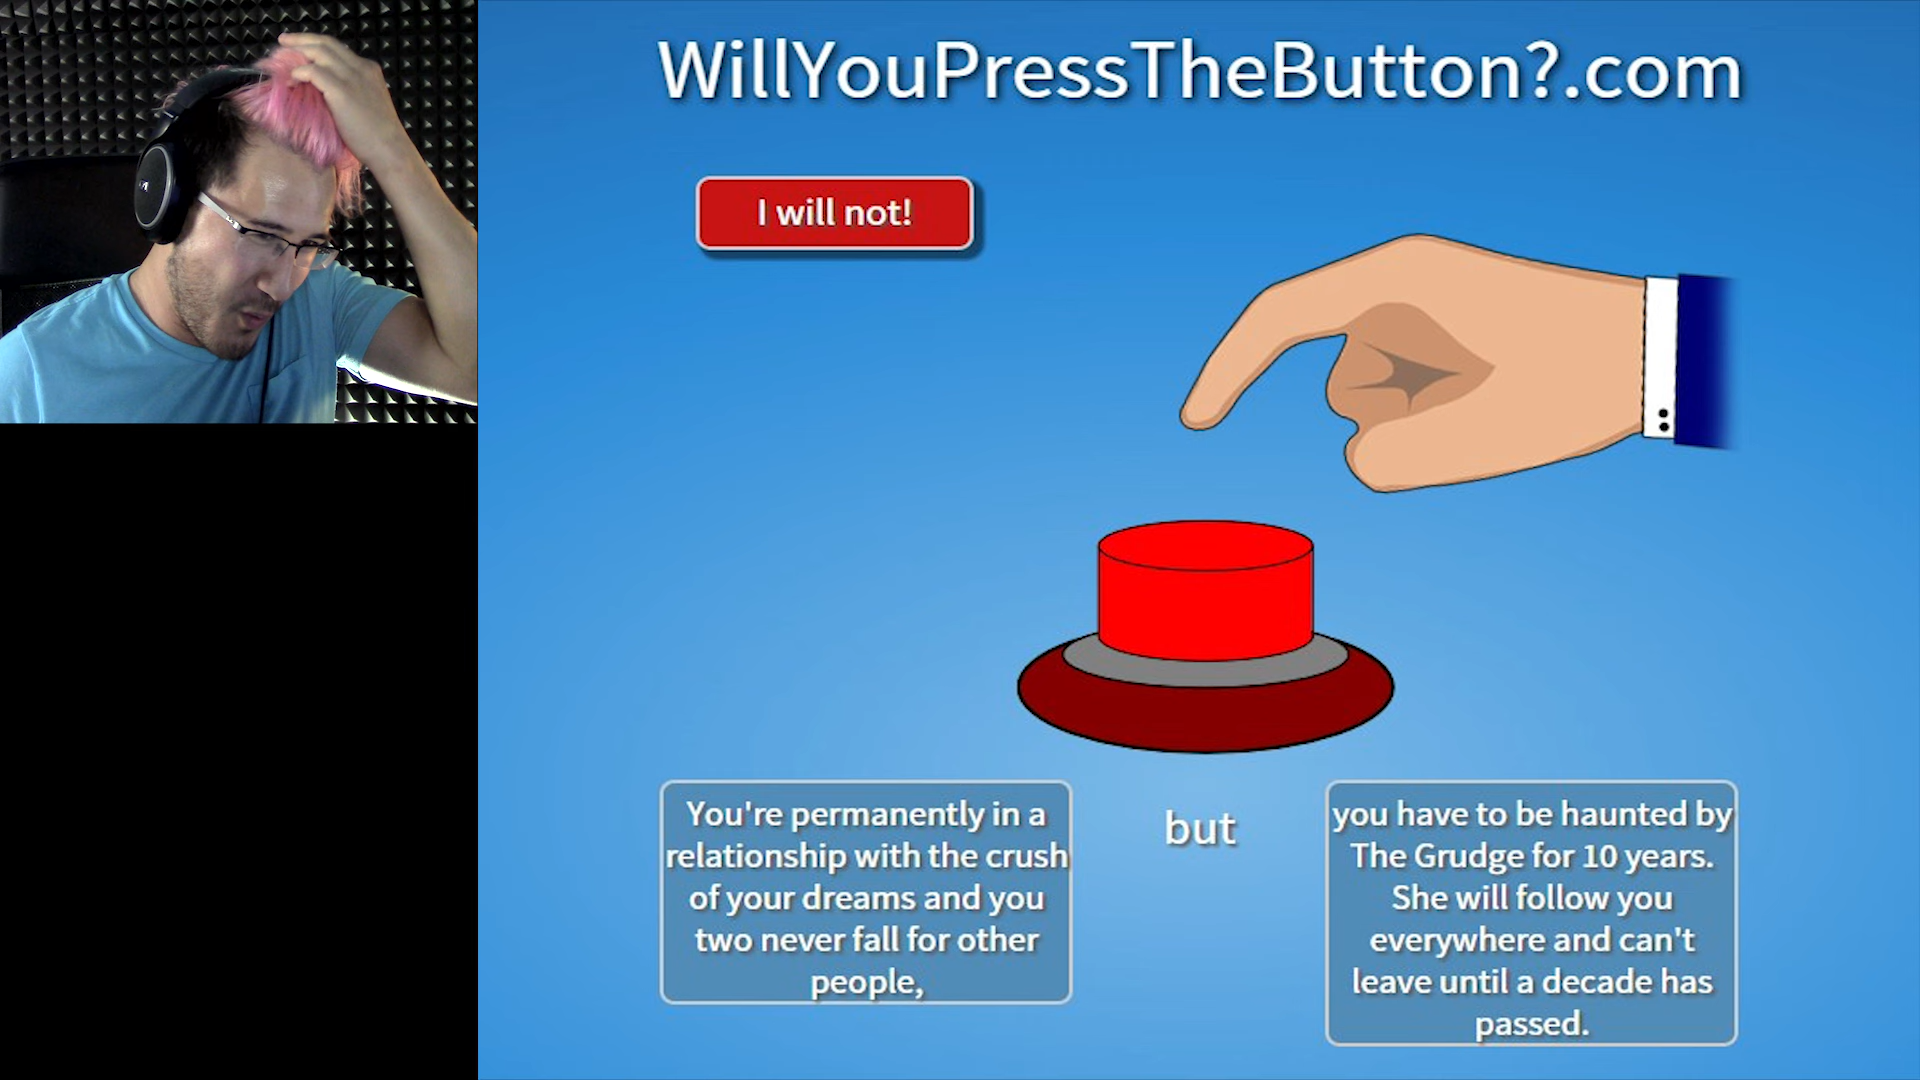 WillYouPressTheButton?.com
I will not!
You're permanently in a
relationship with the crush
of your dreams and you
two never fall for other
people,
but
you have to be haunted by
The Grudge for 10 years.
She will follow you
everywhere and can't
leave until a decade has
passed.